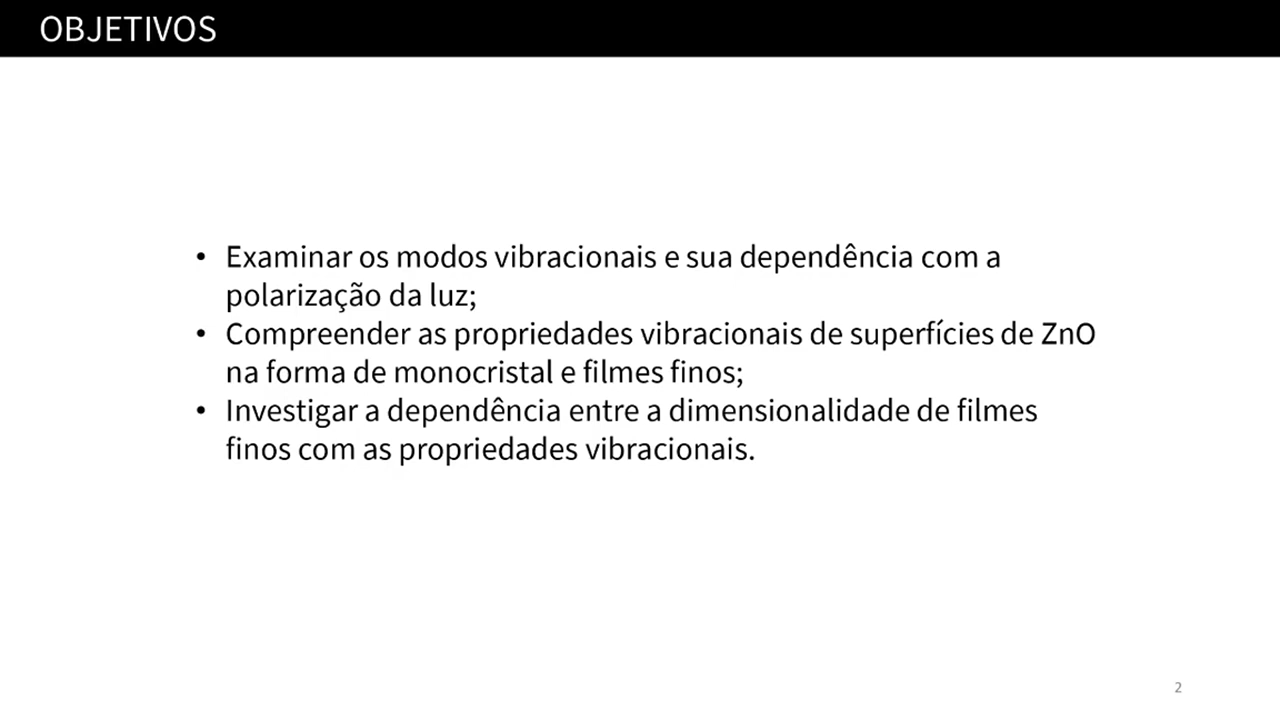 OBJETIVOS
• Examinar os modos vibracionais e sua dependência com a
polarização da luz;
• Compreender as propriedades vibracionais de superfícies de ZnO
na forma de monocristal e filmes finos;
• Investigar a dependência entre a dimensionalidade de filmes
finos com as propriedades vibracionais.
2